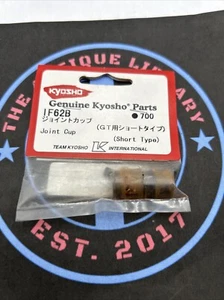 THE ANTIQUE LIBRARY
KYOSHO
Genuine Kyosho Parts
IF62B
●700
ジョイントカップ
(GT用ショートタイプ)
Joint Cup
(Short Type)
TEAM KYOSHO K INTERNATIONAL
EST. 2017